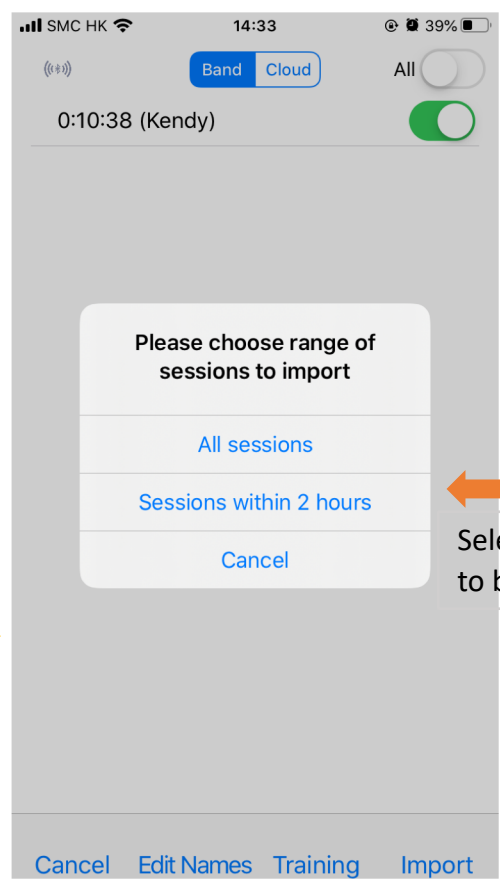 SMC HK 14:33 39%
Band Cloud All
0:10:38 (Kendy)
Please choose range of
sessions to import
All sessions
Sessions within 2 hours
Cancel
to
Cancel Edit Names Training Import